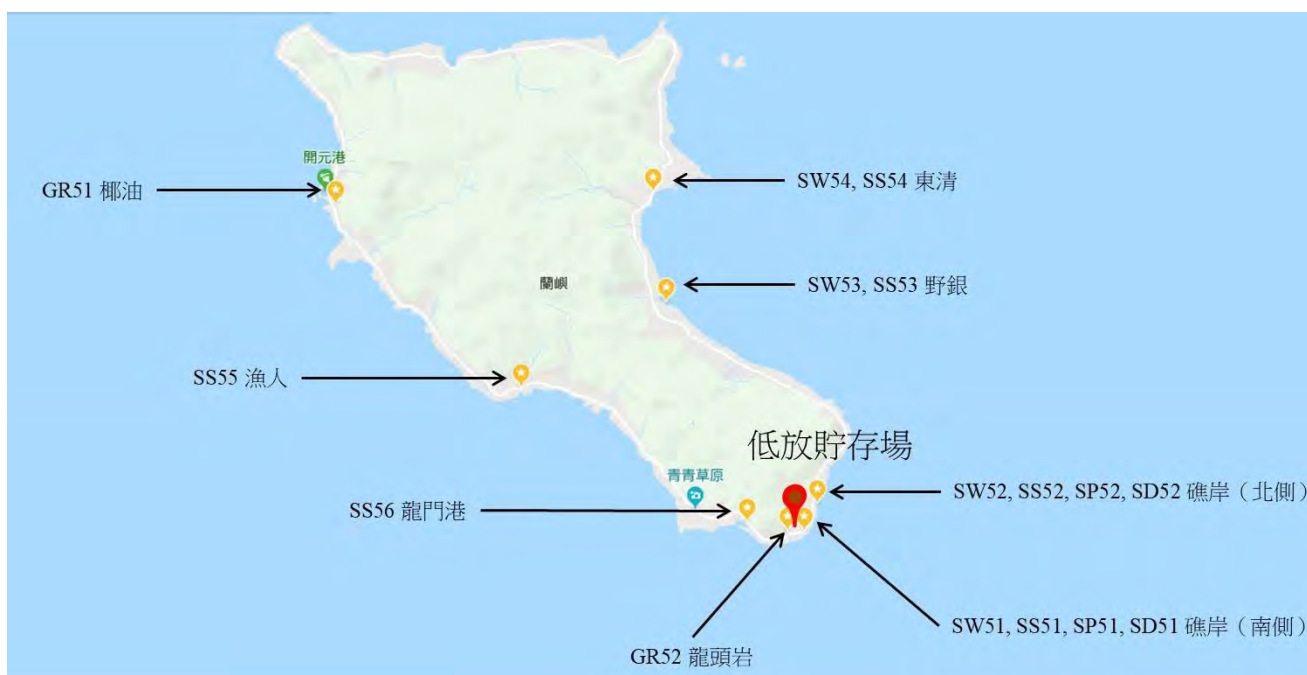 開元港
GR51 椰油
SW54, SS54 東清
蘭嶼
SW53, SS53 野銀
SS55 漁人
低放貯存場
青青草原
SW52, SS52, SP52, SD52 礁岸（北側）
SS56 龍門港
SW51, SS51, SP51, SD51 礁岸（南側）
GR52 龍頭岩